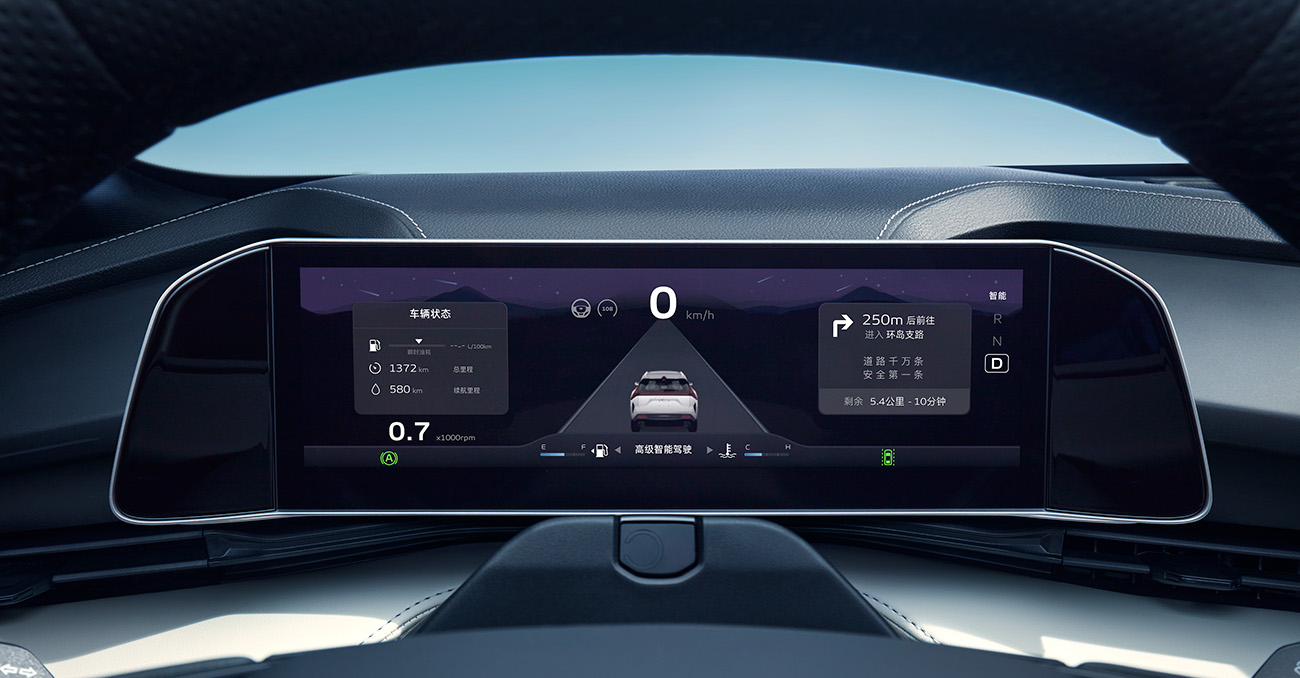 车辆状态
--.- L/100km
瞬时油耗
1372 km 总里程
580 km 续航里程
0.7 x1000rpm
A
108
0 km/h
E F
高级智能驾驶
C H
250m 后前往
进入 环岛支路
道路千万条
安全第一条
剩余 5.4公里 - 10分钟
智能
R
N
D